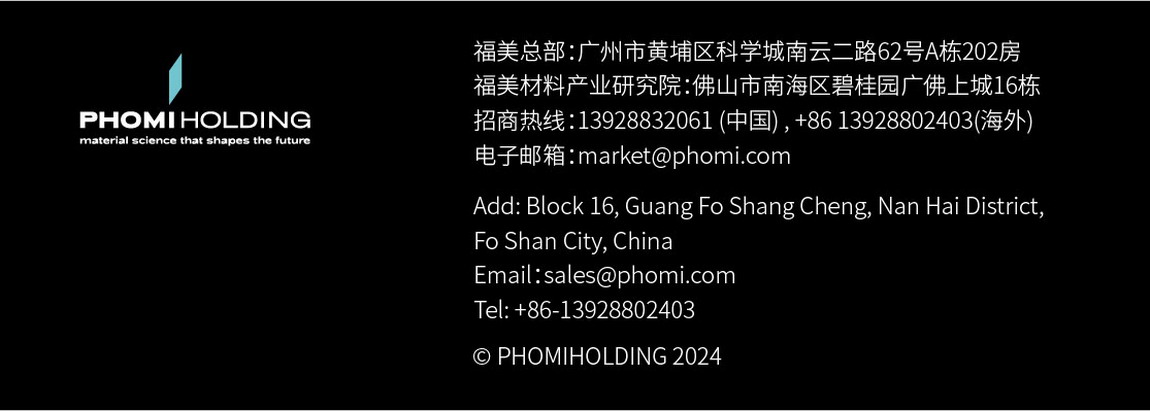 PHOMI HOLDING
material science that shapes the future
福美总部：广州市黄埔区科学城南云二路62号A栋202房
福美材料产业研究院：佛山市南海区碧桂园广佛上城16栋
招商热线：13928832061 (中国) , +86 13928802403(海外)
电子邮箱：market@phomi.com
Add: Block 16, Guang Fo Shang Cheng, Nan Hai District,
Fo Shan City, China
Email：sales@phomi.com
Tel: +86-13928802403
© PHOMIHOLDING 2024